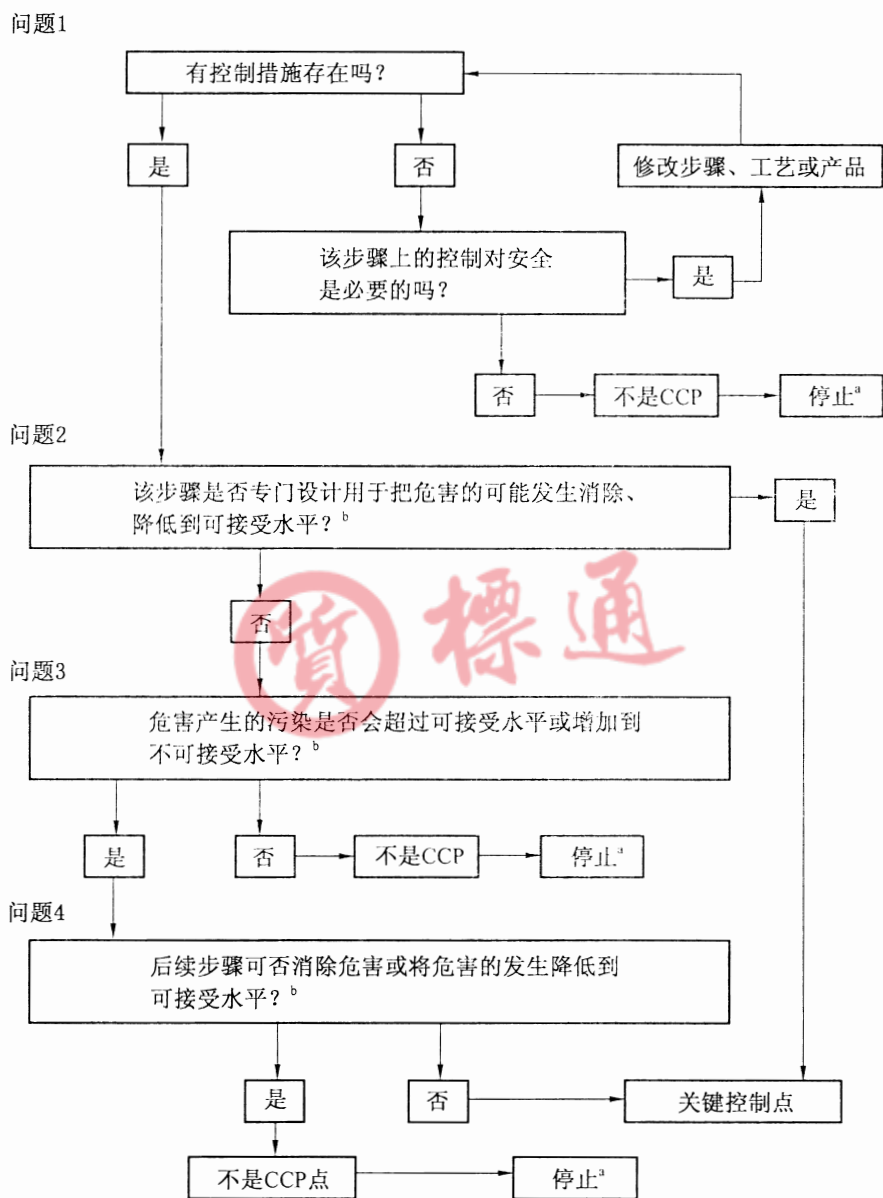 问题1
有控制措施存在吗？
是
否
修改步骤、工艺或产品
该步骤上的控制对安全
是必要的吗？
是
否
不是CCP
停止ᵃ
问题2
该步骤是否专门设计用于把危害的可能发生消除、
降低到可接受水平？ᵇ
是
否
質
標通
问题3
危害产生的污染是否会超过可接受水平或增加到
不可接受水平？ᵇ
是
否
不是CCP
停止ᵃ
问题4
后续步骤可否消除危害或将危害的发生降低到
可接受水平？ᵇ
是
否
关键控制点
不是CCP点
停止ᵃ